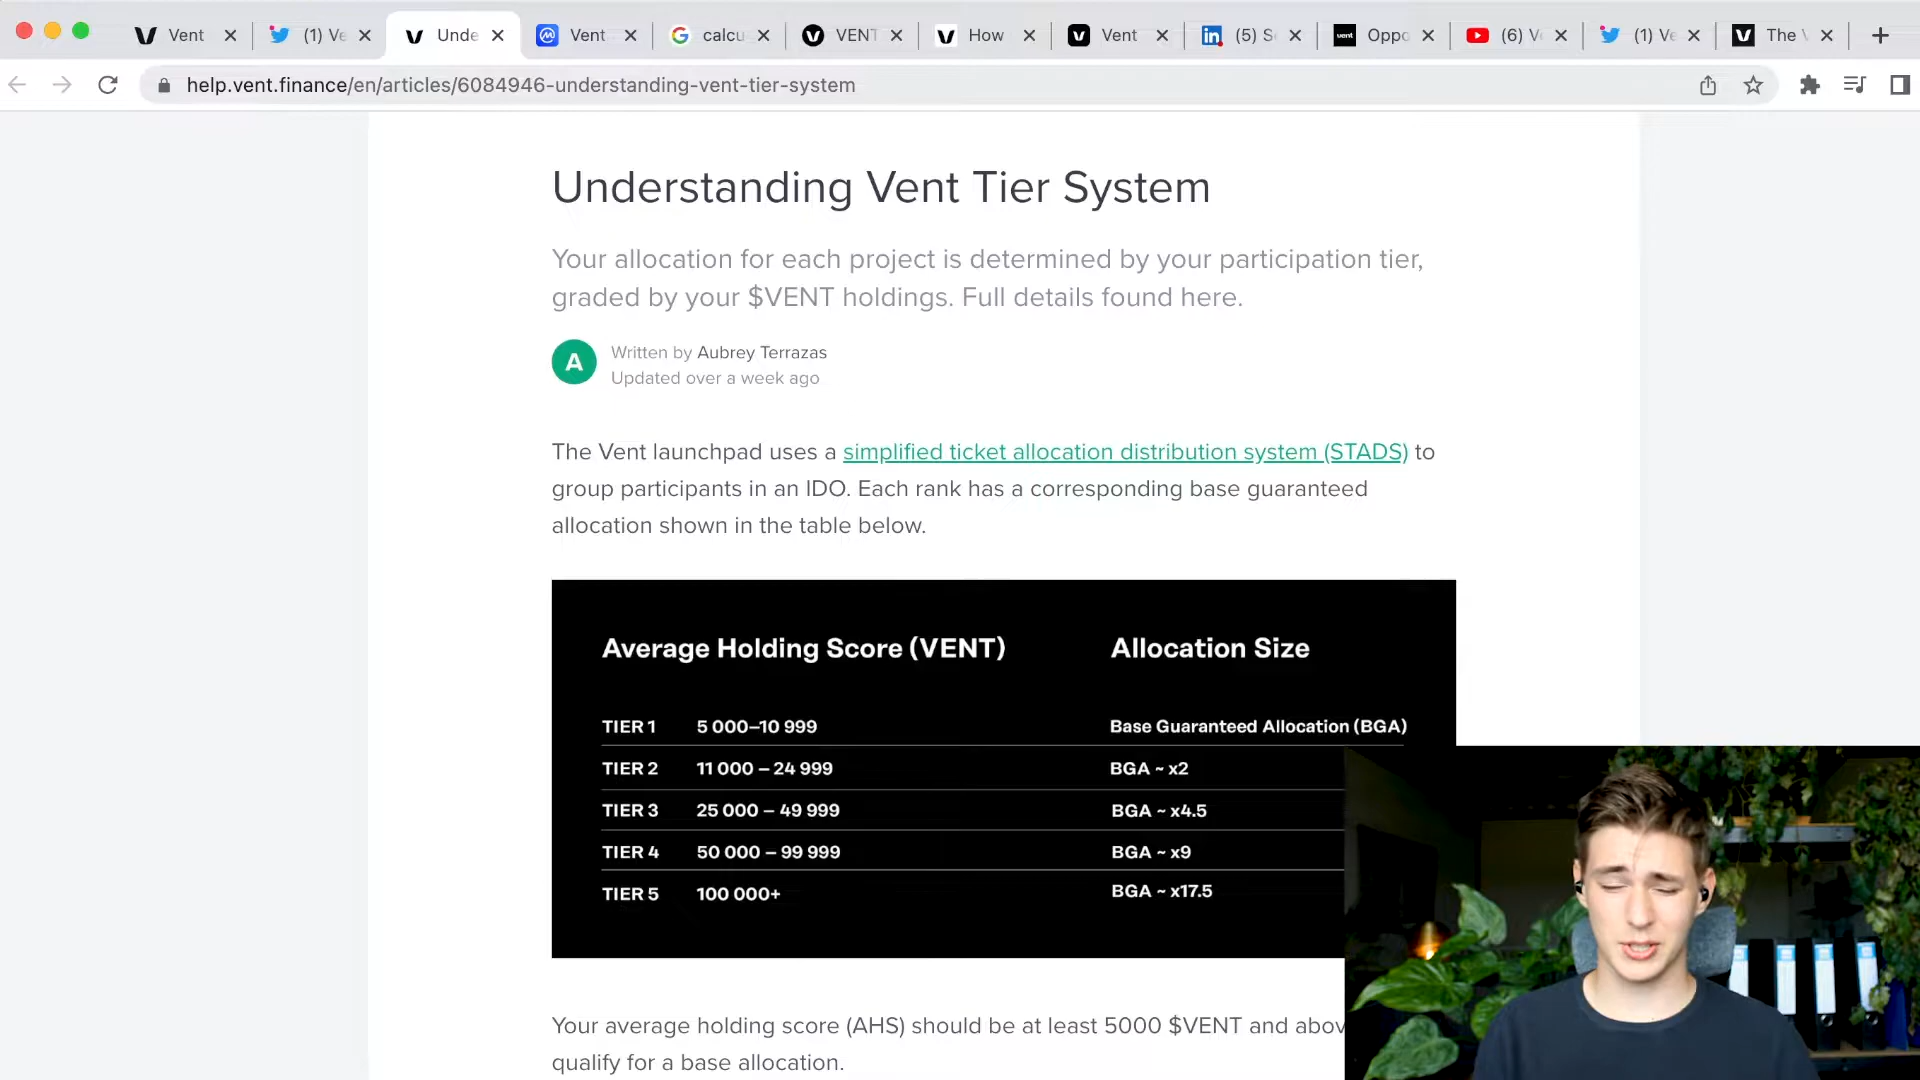 Vent
(1) Ve
Unde
Vent
calcu
VENT
How
Vent
(5) S
Oppo
(6) V
(1) Ve
The V
help.vent.finance/en/articles/6084946-understanding-vent-tier-system
Understanding Vent Tier System
Your allocation for each project is determined by your participation tier,
graded by your $VENT holdings. Full details found here.
A
Written by Aubrey Terrazas
Updated over a week ago
The Vent launchpad uses a simplified ticket allocation distribution system (STADS) to
group participants in an IDO. Each rank has a corresponding base guaranteed
allocation shown in the table below.
Average Holding Score (VENT) Allocation Size
TIER 1 5 000–10 999 Base Guaranteed Allocation (BGA)
TIER 2 11 000 – 24 999 BGA ~ x2
TIER 3 25 000 – 49 999 BGA ~ x4.5
TIER 4 50 000 – 99 999 BGA ~ x9
TIER 5 100 000+ BGA ~ x17.5
Your average holding score (AHS) should be at least 5000 $VENT and abov
qualify for a base allocation.